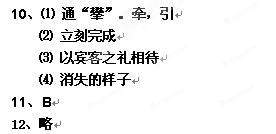 10、⑴ 通“攀”。牵，引
⑵ 立刻完成
⑶ 以宾客之礼相待
⑷ 消失的样子
11、B
12、略